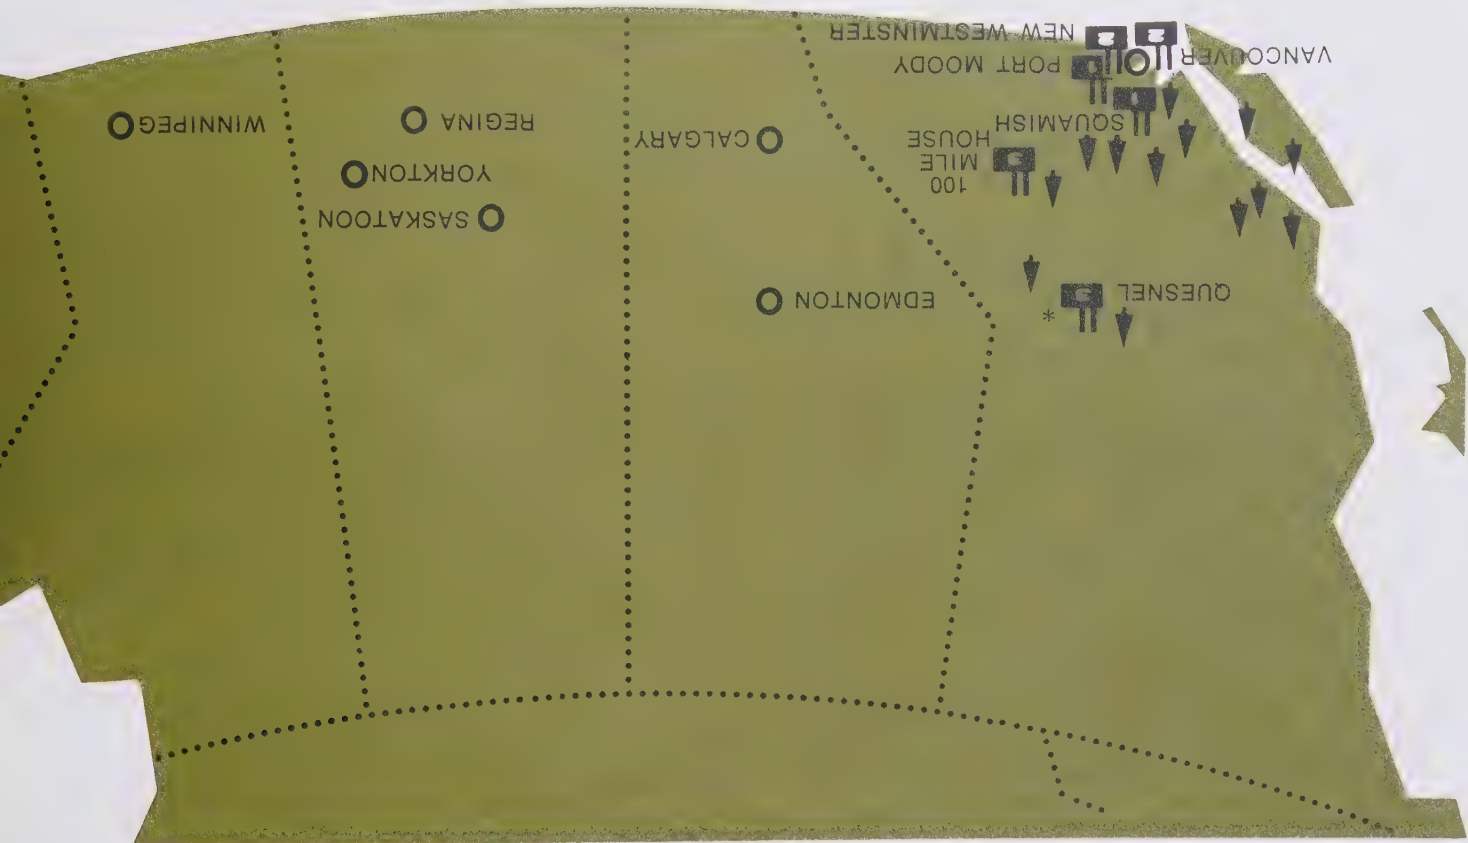 *
QUESNEL
EDMONTON
SASKATOON
100
MILE
HOUSE
YORKTON
SQUAMISH
CALGARY
REGINA
WINNIPEG
VANCOUVER
PORT MOODY
NEW WESTMINSTER